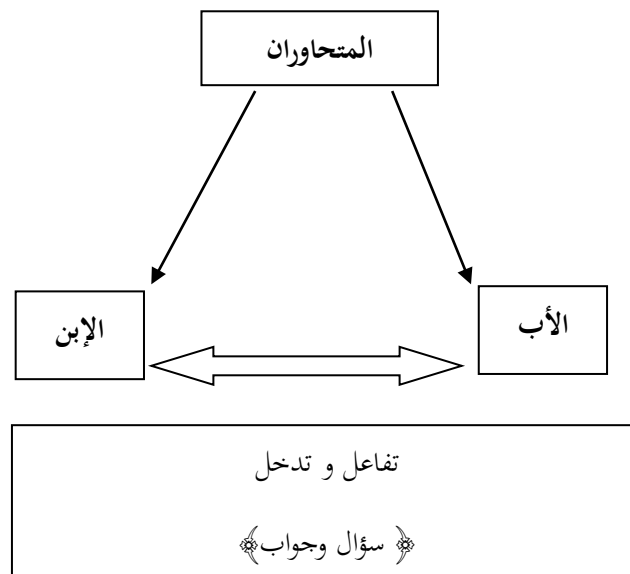 المتحاوران
الأب
الإبن
تفاعل و تدخل
﴿ سؤال وجواب﴾